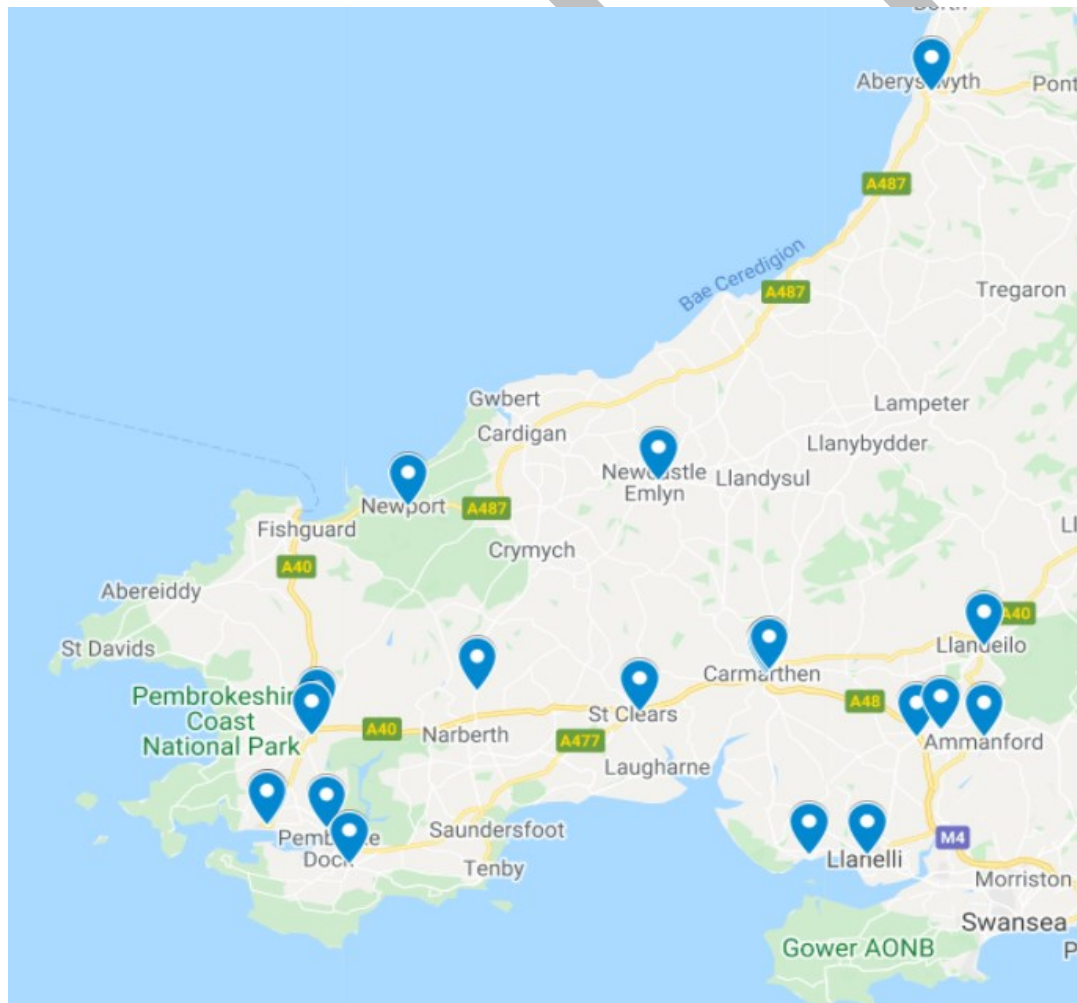 Aberystwyth
Pont
A487
Bae Ceredigion
A487
Tregaron
Gwbert
Lampeter
Cardigan
Llanybydder
Newcastle
Emlyn
Llandysul
Newport
A487
Fishguard
Crymych
A40
Abereiddy
A40
St Davids
Llandeilo
Carmarthen
Pembrokeshire
Coast
National Park
A48
St Clears
A40
Narberth
A477
Ammanford
Laugharne
Pembroke
Dock
Saundersfoot
Tenby
M4
Llanelli
Morriston
Swansea
Gower AONB
P